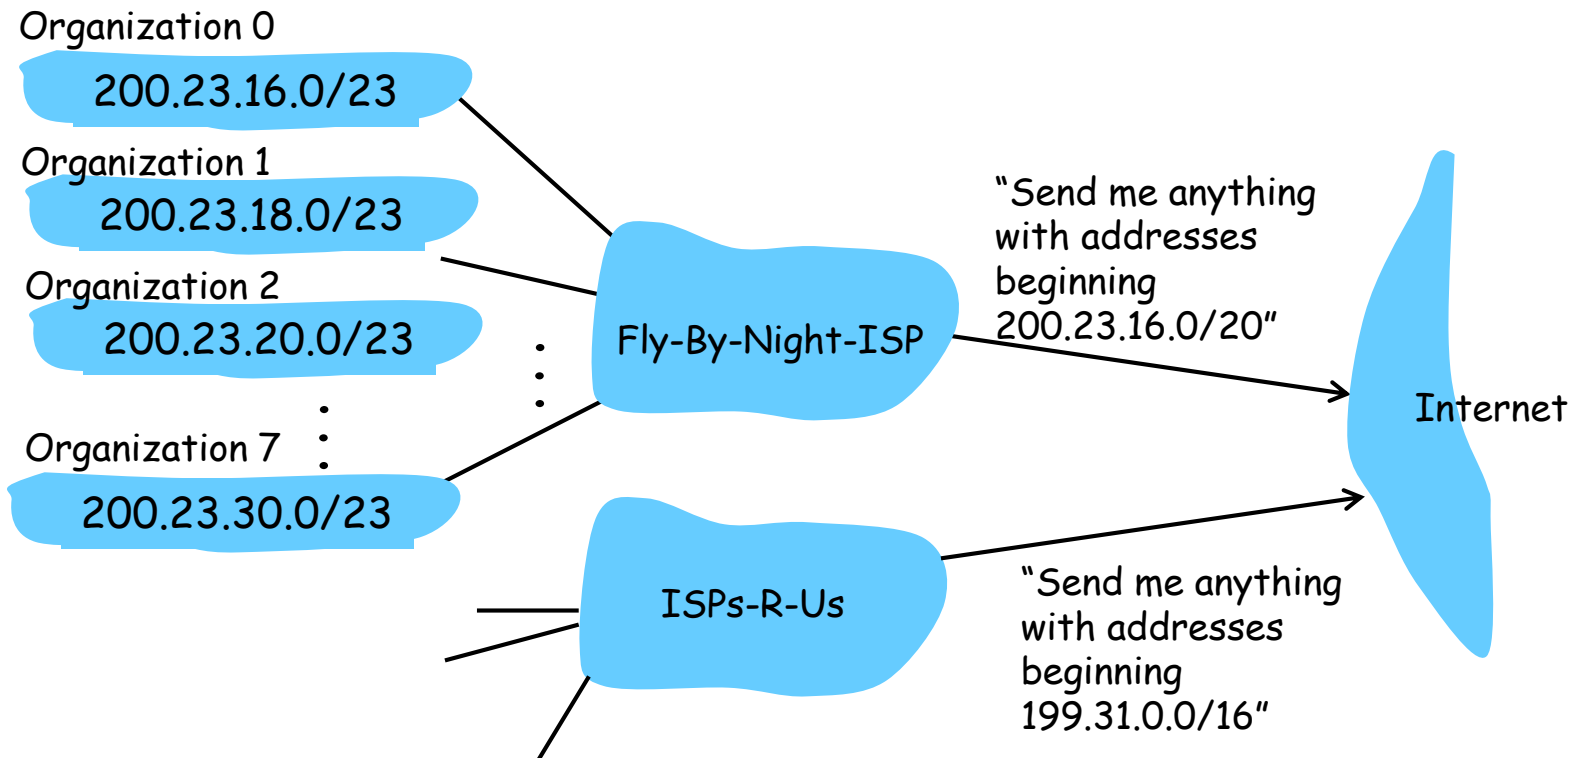 Organization 0
200.23.16.0/23
Organization 1
200.23.18.0/23
Organization 2
200.23.20.0/23
Organization 7
200.23.30.0/23
Fly-By-Night-ISP
“Send me anything
with addresses
beginning
200.23.16.0/20”
Internet
ISPs-R-Us
“Send me anything
with addresses
beginning
199.31.0.0/16”